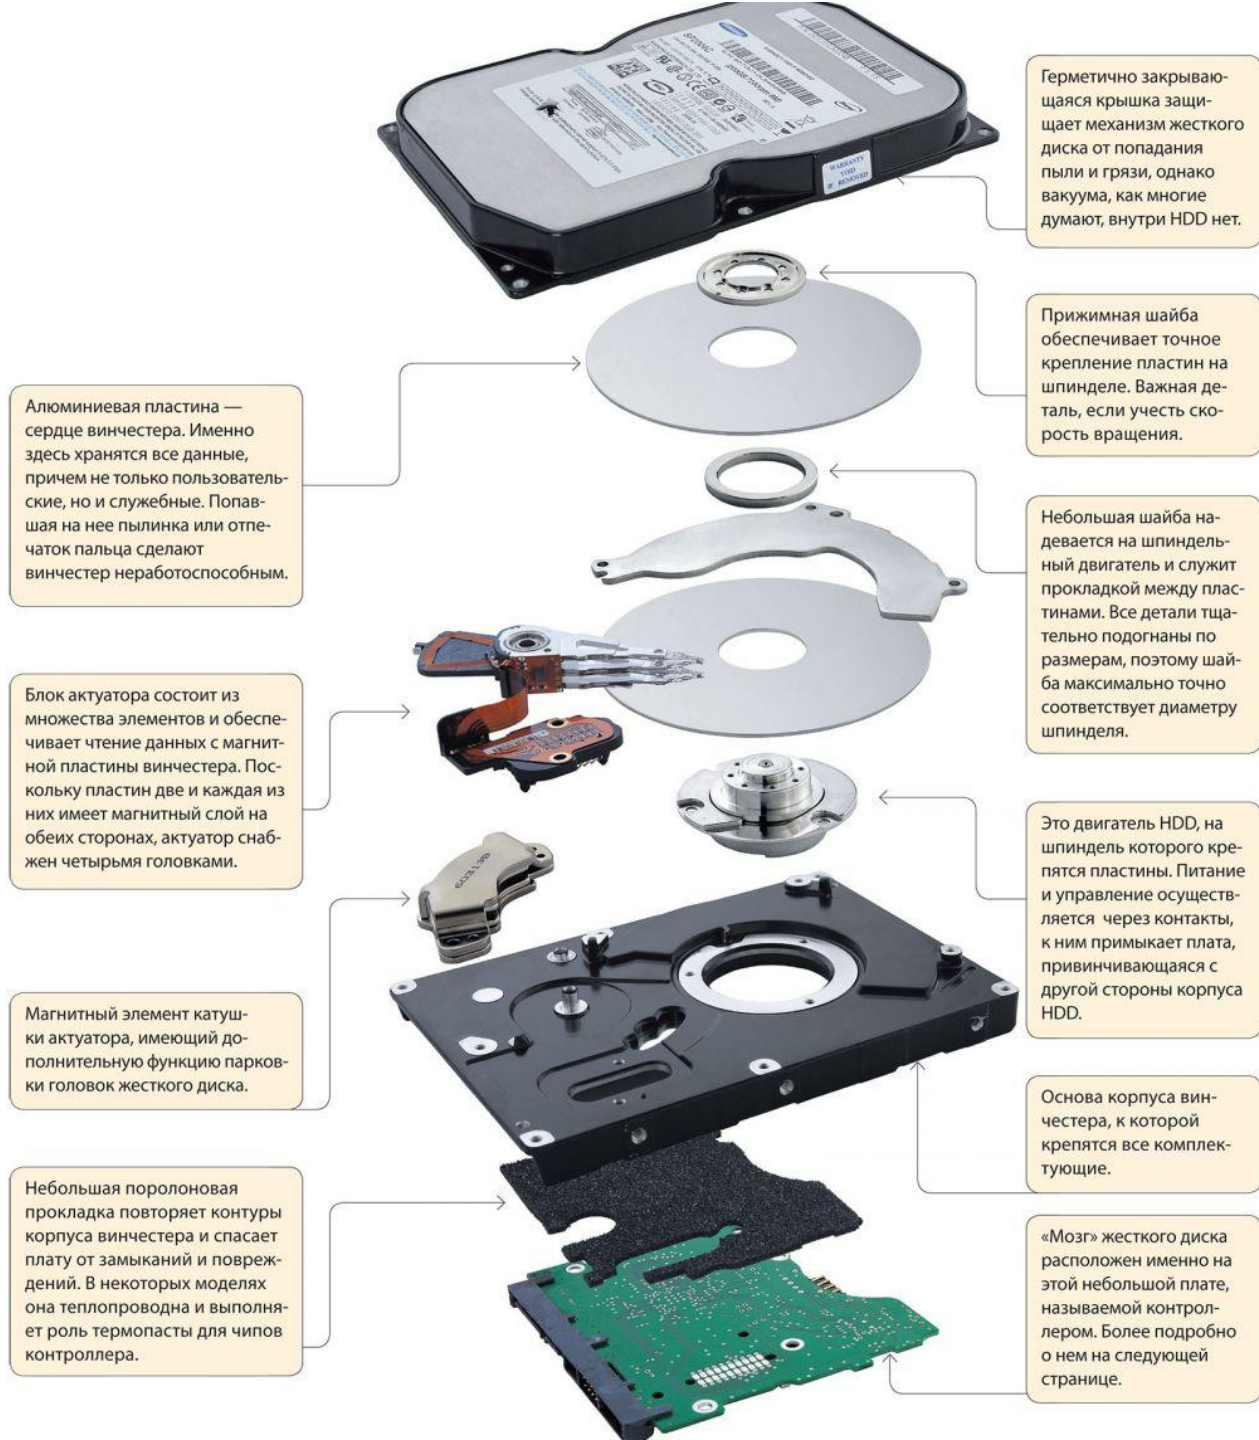 SAMSUNG
SP2004C
WARRANTY
VOID
IF REMOVED
Герметично закрываю-
щаяся крышка защи-
щает механизм жесткого
диска от попадания
пыли и грязи, однако
вакуума, как многие
думают, внутри HDD нет.
Прижимная шайба
обеспечивает точное
крепление пластин на
шпинделе. Важная де-
таль, если учесть ско-
рость вращения.
Алюминиевая пластина —
сердце винчестера. Именно
здесь хранятся все данные,
причем не только пользователь-
ские, но и служебные. Попав-
шая на нее пылинка или отпе-
чаток пальца сделают
винчестер неработоспособным.
Небольшая шайба на-
девается на шпиндель-
ный двигатель и служит
прокладкой между плас-
тинами. Все детали тща-
тельно подогнаны по
размерам, поэтому шай-
ба максимально точно
соответствует диаметру
шпинделя.
Блок актуатора состоит из
множества элементов и обеспе-
чивает чтение данных с магнит-
ной пластины винчестера. Пос-
кольку пластин две и каждая из
них имеет магнитный слой на
обеих сторонах, актуатор снаб-
жен четырьмя головками.
Это двигатель HDD, на
шпиндель которого кре-
пятся пластины. Питание
и управление осуществ-
ляется через контакты,
к ним примыкает плата,
привинчивающаяся с
другой стороны корпуса
HDD.
60313B
Магнитный элемент катуш-
ки актуатора, имеющий до-
полнительную функцию парков-
ки головок жесткого диска.
Основа корпуса вин-
честера, к которой
крепятся все комплек-
тующие.
Небольшая поролоновая
прокладка повторяет контуры
корпуса винчестера и спасает
плату от замыканий и повреж-
дений. В некоторых моделях
она теплопроводна и выполня-
ет роль термопасты для чипов
контроллера.
«Мозг» жесткого диска
расположен именно на
этой небольшой плате,
называемой контрол-
лером. Более подробно
о нем на следующей
странице.